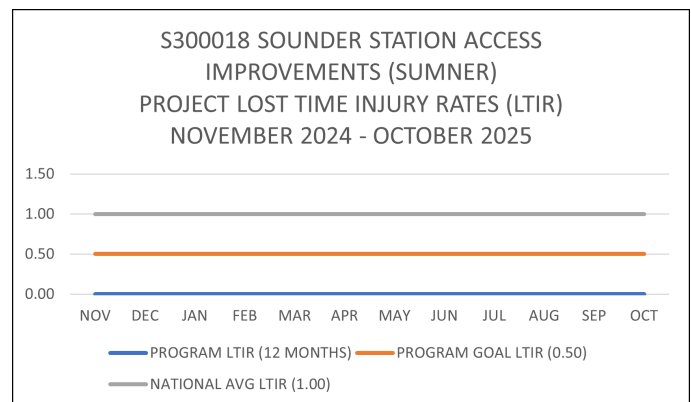 S300018 SOUNDER STATION ACCESS
IMPROVEMENTS (SUMNER)
PROJECT LOST TIME INJURY RATES (LTIR)
NOVEMBER 2024 - OCTOBER 2025
1.50
1.00
0.50
0.00
NOV DEC JAN FEB MAR APR MAY JUN JUL AUG SEP OCT
PROGRAM LTIR (12 MONTHS) PROGRAM GOAL LTIR (0.50)
NATIONAL AVG LTIR (1.00)